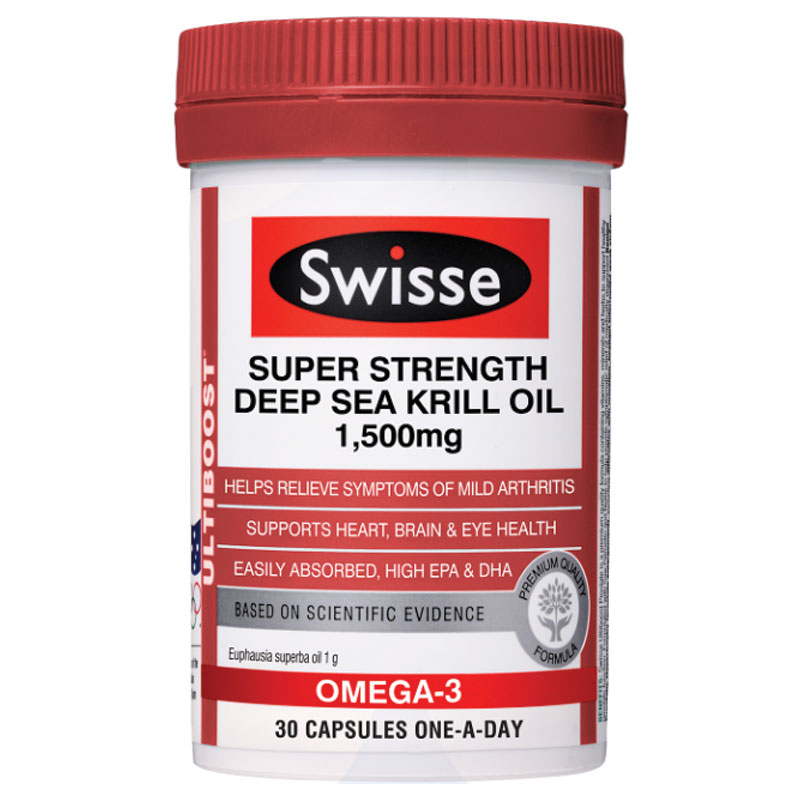 Swisse
SUPER STRENGTH
DEEP SEA KRILL OIL
1,500mg
ULTIBOOST
HELPS RELIEVE SYMPTOMS OF MILD ARTHRITIS
SUPPORTS HEART, BRAIN & EYE HEALTH
EASILY ABSORBED, HIGH EPA & DHA
BASED ON SCIENTIFIC EVIDENCE
PREMIUM QUALITY
FORMULA
Euphausia superba oil 1 g
OMEGA-3
30 CAPSULES ONE-A-DAY